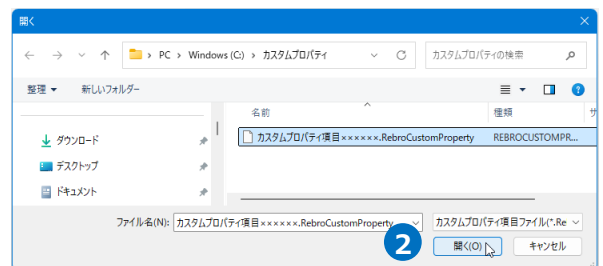 開く
PC > Windows (C:) > カスタムプロパティ
カスタムプロパティの検索
整理 新しいフォルダー
名前 種類 サ
ダウンロード
カスタムプロパティ項目××××××.RebroCustomProperty REBROCUSTOMPR...
デスクトップ
ドキュメント
ファイル名(N): カスタムプロパティ項目××××××.RebroCustomProperty カスタムプロパティ項目ファイル(*.Re
2 開く(O) キャンセル